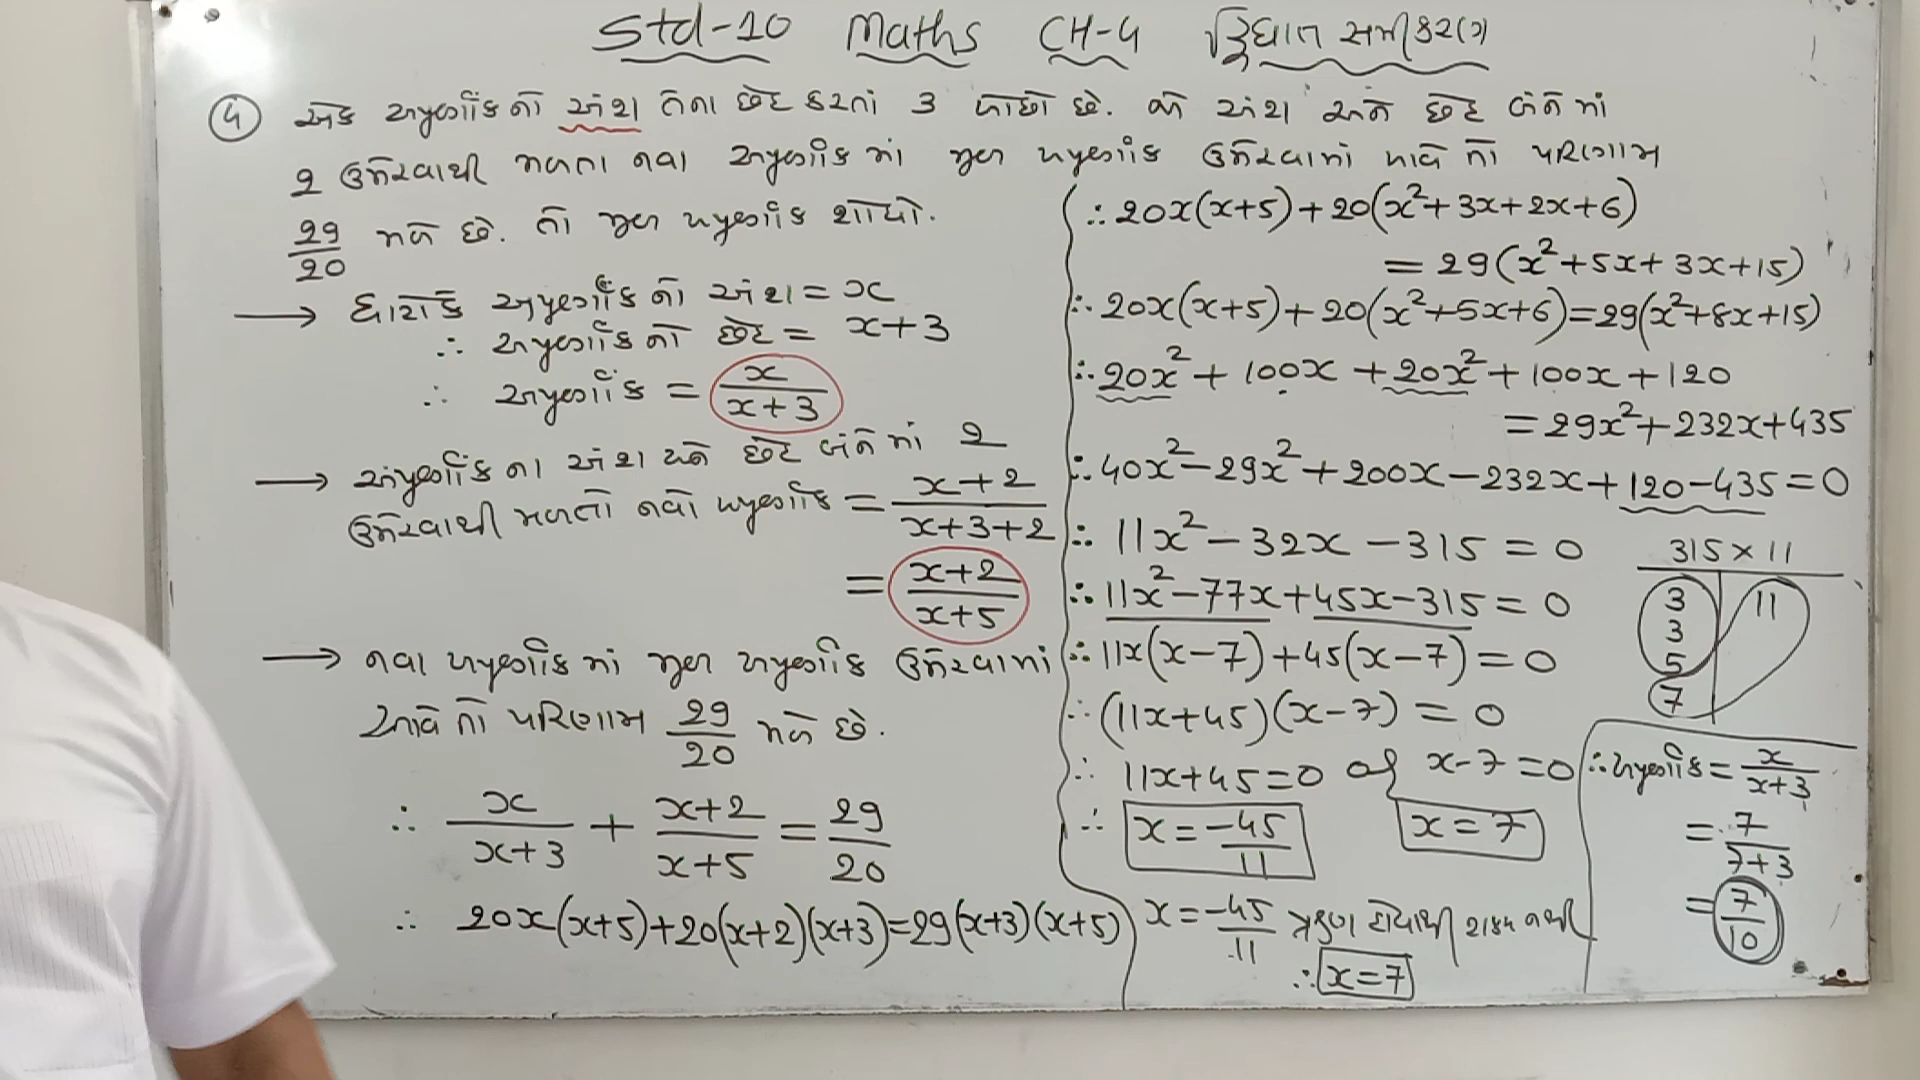 Std-10 Maths CH-4 દ્વિઘાત સમીકરણ
(4) એક અપૂર્ણાંકનો અંશ તેના છેદ કરતાં 3 ઓછો છે. જો અંશ અને છેદ બંનેમાં
2 ઉમેરવાથી મળતા નવા અપૂર્ણાંકમાં મૂળ અપૂર્ણાંક ઉમેરવામાં આવે તો પરિણામ
29/20 મળે છે. તો મૂળ અપૂર્ણાંક શોધો.
→ ધારોકે અપૂર્ણાંકનો અંશ = x
∴ અપૂર્ણાંકનો છેદ = x+3
∴ અપૂર્ણાંક = x/(x+3)
→ અપૂર્ણાંકના અંશ અને છેદ બંનેમાં 2
ઉમેરવાથી મળતો નવો અપૂર્ણાંક = (x+2)/(x+3+2)
= (x+2)/(x+5)
→ નવા અપૂર્ણાંકમાં મૂળ અપૂર્ણાંક ઉમેરવામાં
આવે તો પરિણામ 29/20 મળે છે.
∴ x/(x+3) + (x+2)/(x+5) = 29/20
∴ 20x(x+5)+20(x+2)(x+3)=29(x+3)(x+5)
∴ 20x(x+5)+20(x²+3x+2x+6)
= 29(x²+5x+3x+15)
∴ 20x(x+5)+20(x²+5x+6)=29(x²+8x+15)
∴ 20x²+100x+20x²+100x+120
= 29x²+232x+435
∴ 40x²-29x²+200x-232x+120-435=0
∴ 11x²-32x-315=0
∴ 11x²-77x+45x-315=0
∴ 11x(x-7)+45(x-7)=0
∴ (11x+45)(x-7)=0
∴ 11x+45=0 or x-7=0
∴ x=-45/11 x=7
x=-45/11 ઋણ હોવાથી શક્ય નથી
∴ x=7
315×11
3 11
3
5
7
∴ અપૂર્ણાંક = x/(x+3)
= 7/(7+3)
= 7/10